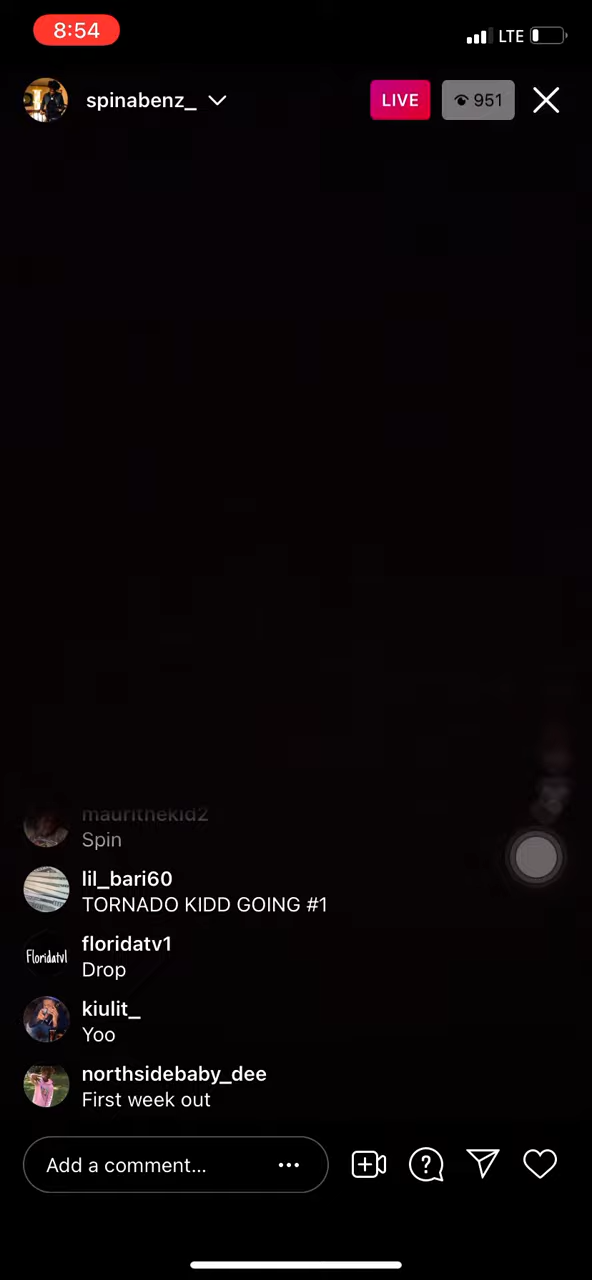 8:54
LTE
spinabenz_
LIVE
951
maurithekid2
Spin
lil_bari60
TORNADO KIDD GOING #1
floridatv1
Floridatv1
Drop
kiulit_
Yoo
northsidebaby_dee
First week out
Add a comment...